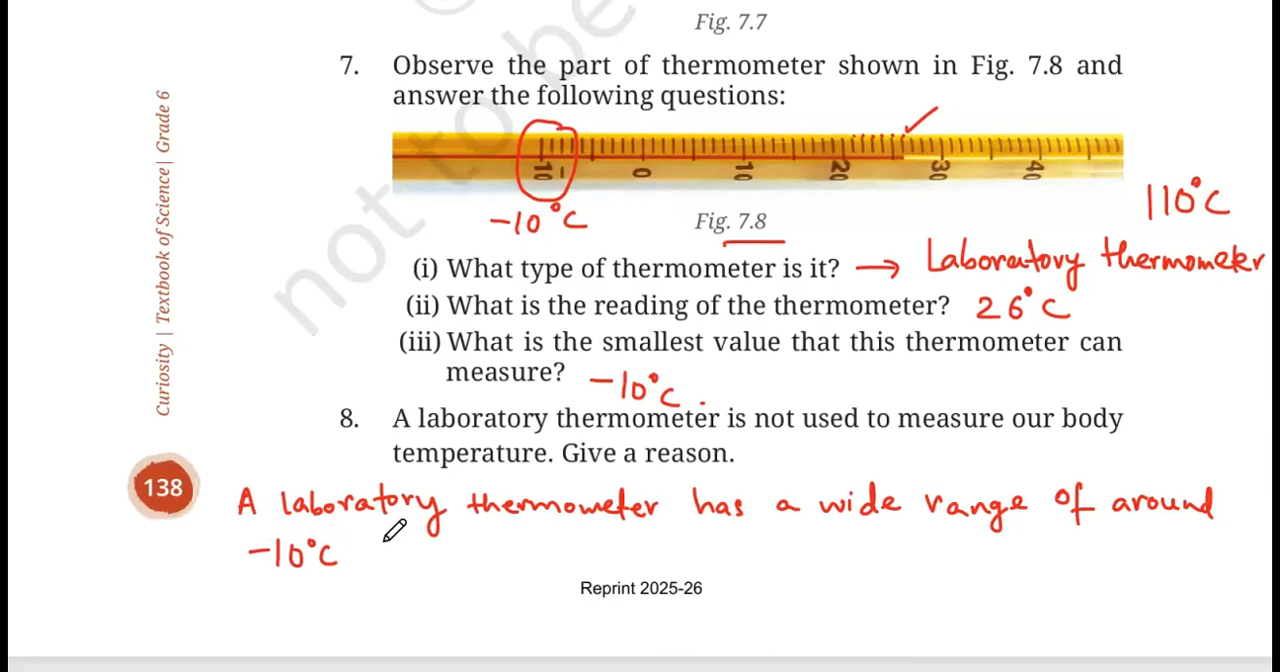 Fig. 7.7
7. Observe the part of thermometer shown in Fig. 7.8 and
answer the following questions:
10 0 10 20 30 40
-10°C
Fig. 7.8
110°C
(i) What type of thermometer is it? → Laboratory thermometer
(ii) What is the reading of the thermometer? 26°C
(iii) What is the smallest value that this thermometer can
measure? -10°C.
8. A laboratory thermometer is not used to measure our body
temperature. Give a reason.
A laboratory thermometer has a wide range of around
-10°C
Reprint 2025-26
Curiosity | Textbook of Science | Grade 6
138
not to be